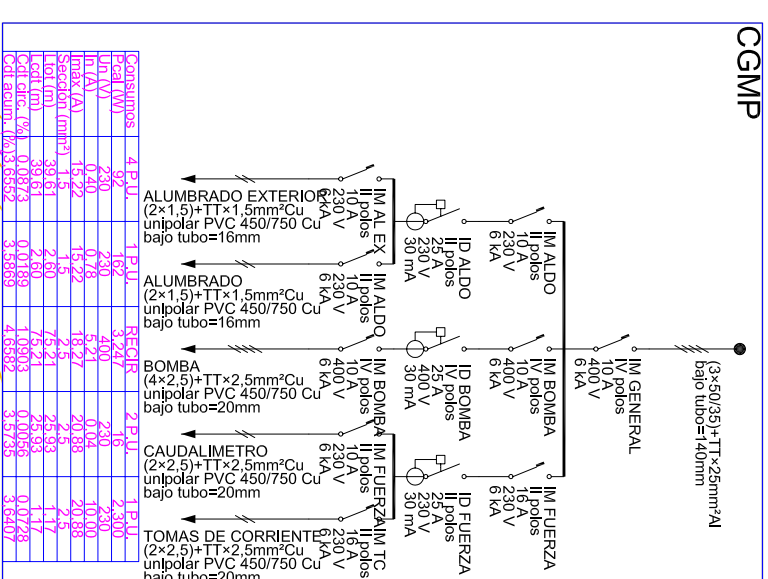 CGMP
(3×50/35)+TT×25mm²Al
bajo tubo=140mm
IM GENERAL
IV polos
10 A
400 V
6 kA
IM ALDO
II polos
10 A
230 V
6 kA
IM BOMBA
IV polos
10 A
400 V
6 kA
IM FUERZA
II polos
16 A
230 V
6 kA
ID ALDO
II polos
25 A
230 V
30 mA
ID BOMBA
IV polos
25 A
400 V
30 mA
ID FUERZA
II polos
25 A
230 V
30 mA
IM AL EX
II polos
10 A
230 V
6 kA
IM ALDO
II polos
10 A
230 V
6 kA
IM BOMBA
IV polos
10 A
400 V
6 kA
IM FUERZA
II polos
10 A
230 V
6 kA
IM TC
II polos
16 A
230 V
6 kA
ALUMBRADO EXTERIOR
(2×1,5)+TT×1,5mm²Cu
unipolar PVC 450/750 Cu
bajo tubo=16mm
ALUMBRADO
(2×1,5)+TT×1,5mm²Cu
unipolar PVC 450/750 Cu
bajo tubo=16mm
BOMBA
(4×2,5)+TT×2,5mm²Cu
unipolar PVC 450/750 Cu
bajo tubo=20mm
CAUDALIMETRO
(2×2,5)+TT×2,5mm²Cu
unipolar PVC 450/750 Cu
bajo tubo=20mm
TOMAS DE CORRIENTE
(2×2,5)+TT×2,5mm²Cu
unipolar PVC 450/750 Cu
bajo tubo=20mm
Consumos 4 P.U. 1 P.U. RECIR 2 P.U. 1 P.U.
Pcal (W) 92 162 3.247 16 2.300
Un (V) 230 230 400 230 230
In (A) 0,40 0,78 5,21 0,04 10,00
Imáx (A) 15,22 15,22 18,27 20,88 20,88
Sección (mm²) 1,5 1,5 2,5 2,5 2,5
Ltot (m) 39,61 2,60 75,21 25,93 1,17
Lcdt (m) 39,61 2,60 75,21 25,93 1,17
Cdt circ. (%) 0,0873 0,0189 1,0903 0,0056 0,0728
Cdt acum. (%) 3,6552 3,5869 4,6582 3,5735 3,6407